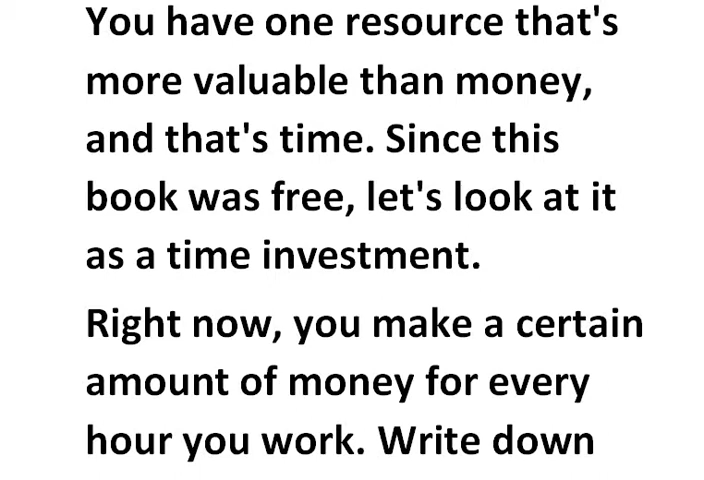 You have one resource that's
more valuable than money,
and that's time. Since this
book was free, let's look at it
as a time investment.
Right now, you make a certain
amount of money for every
hour you work. Write down